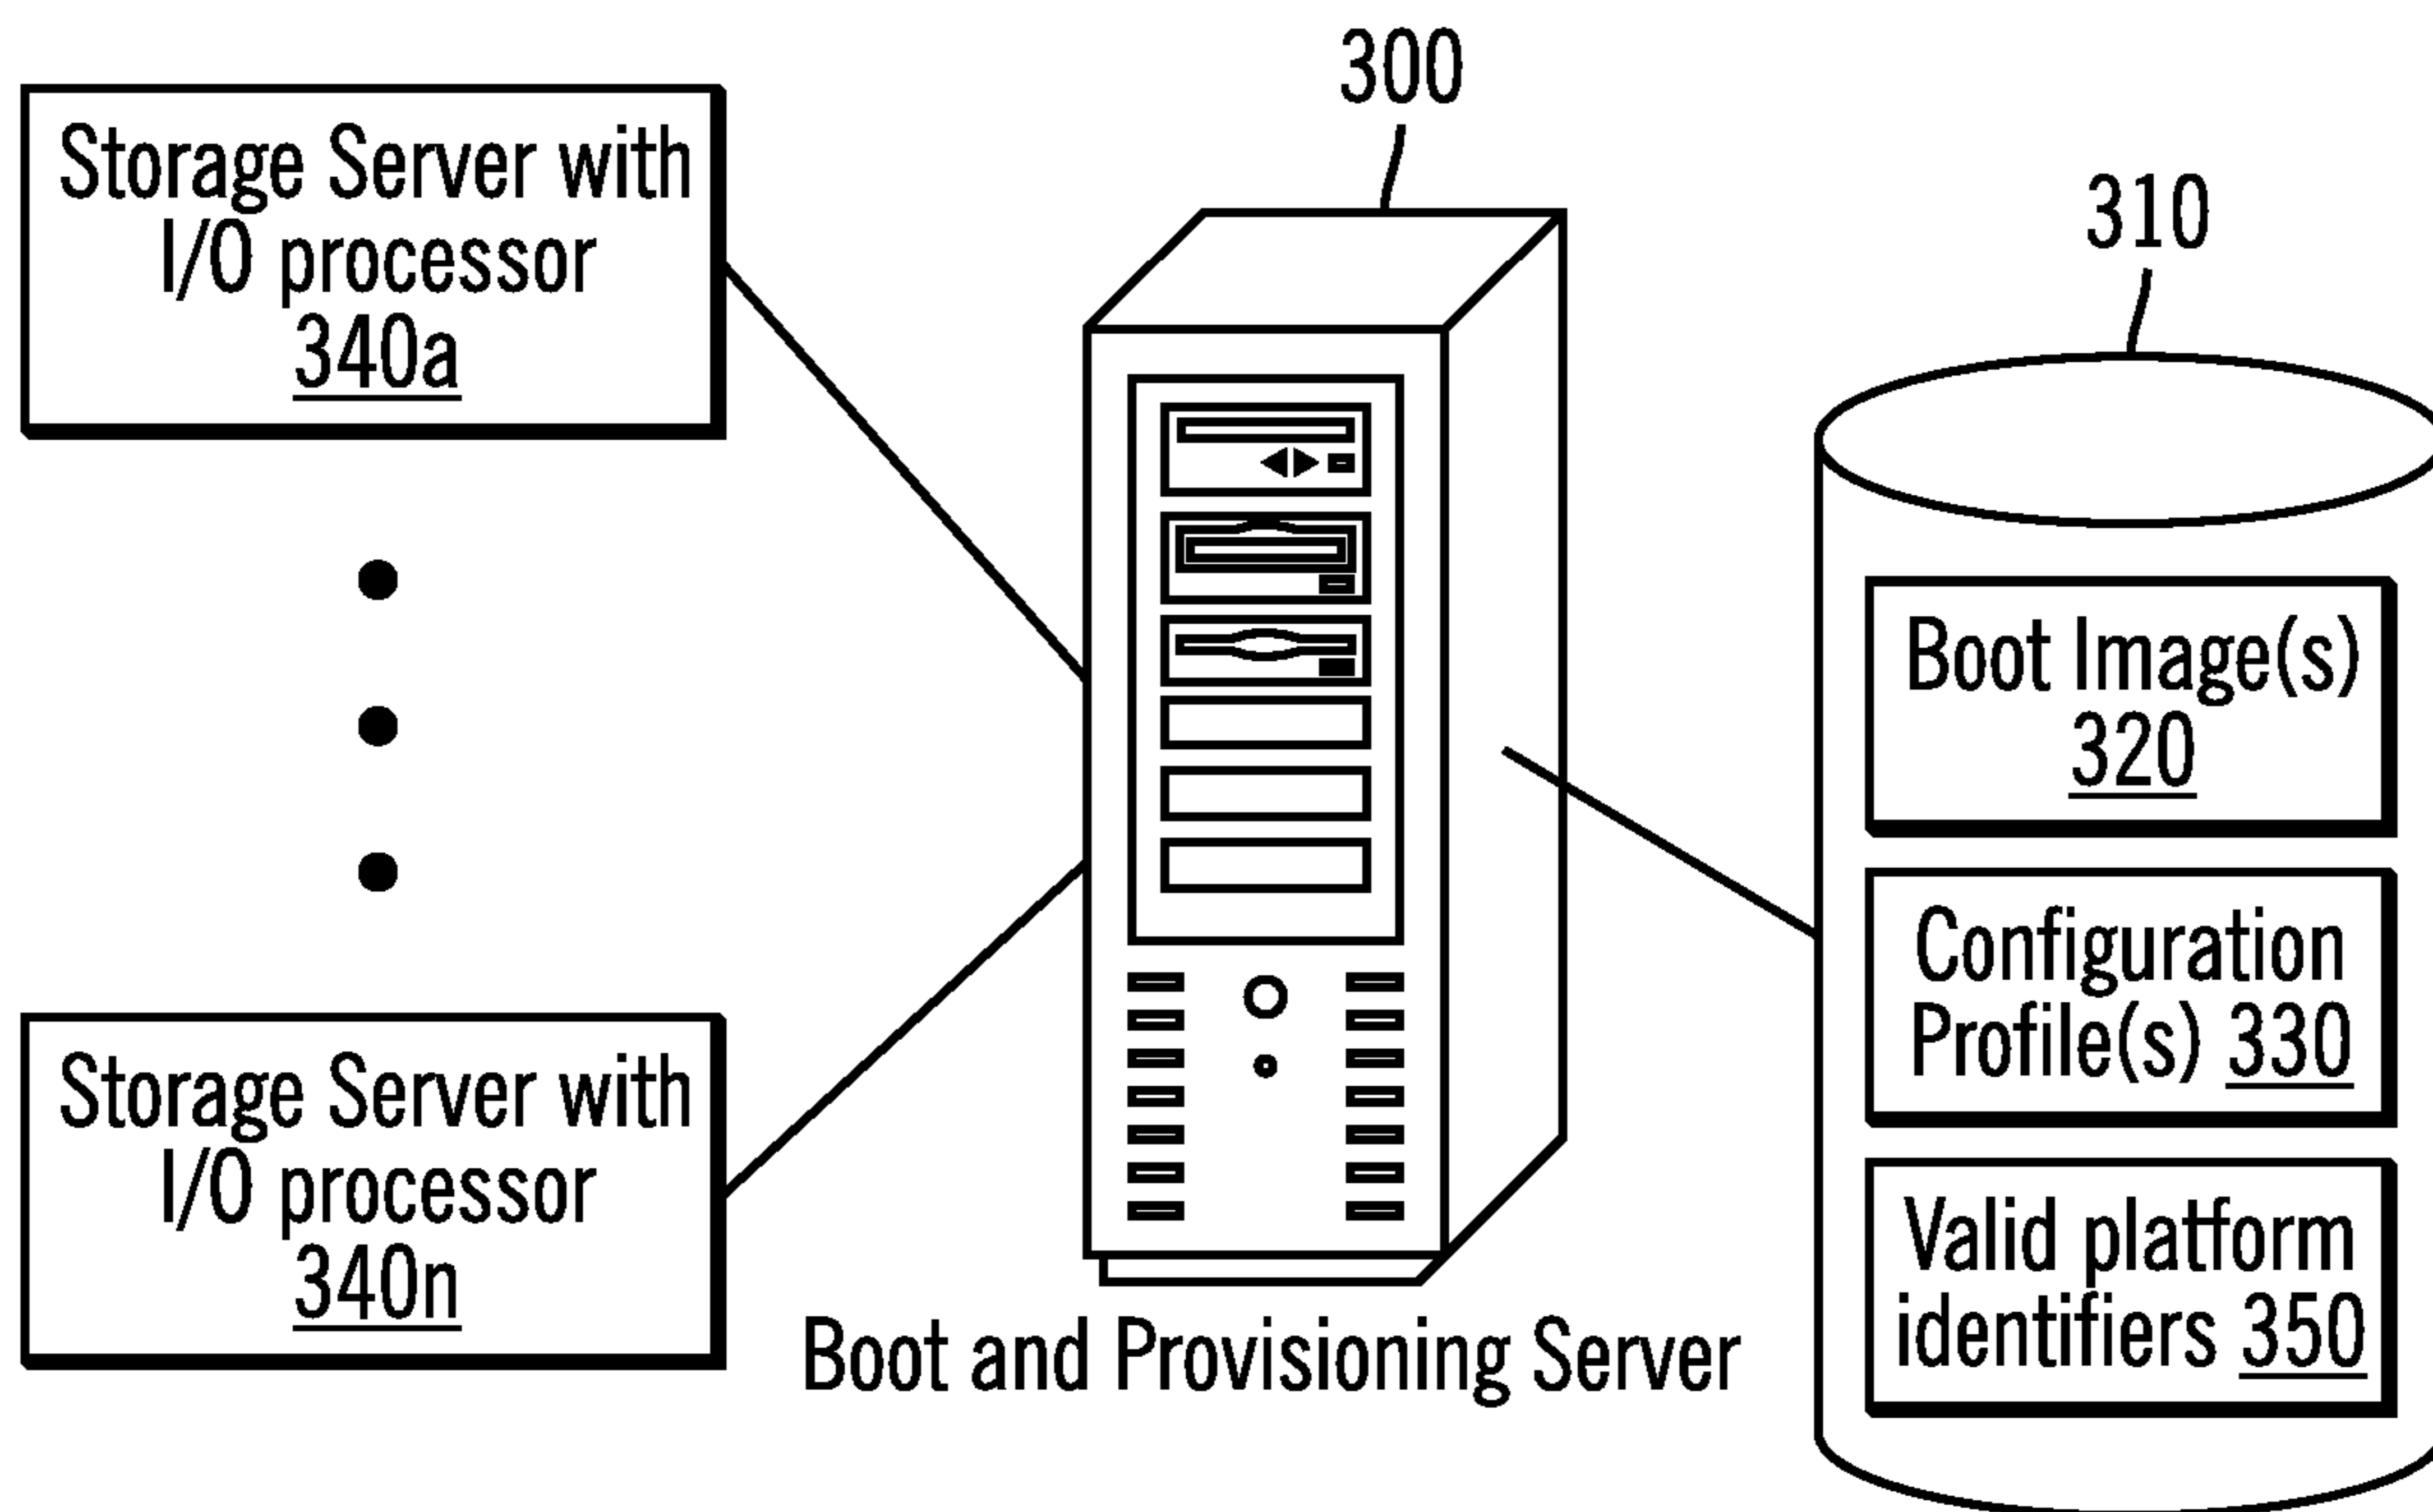 300
310
Storage Server with
I/O processor
340a
Storage Server with
I/O processor
340n
Boot and Provisioning Server
Boot Image(s)
320
Configuration
Profile(s) 330
Valid platform
identifiers 350